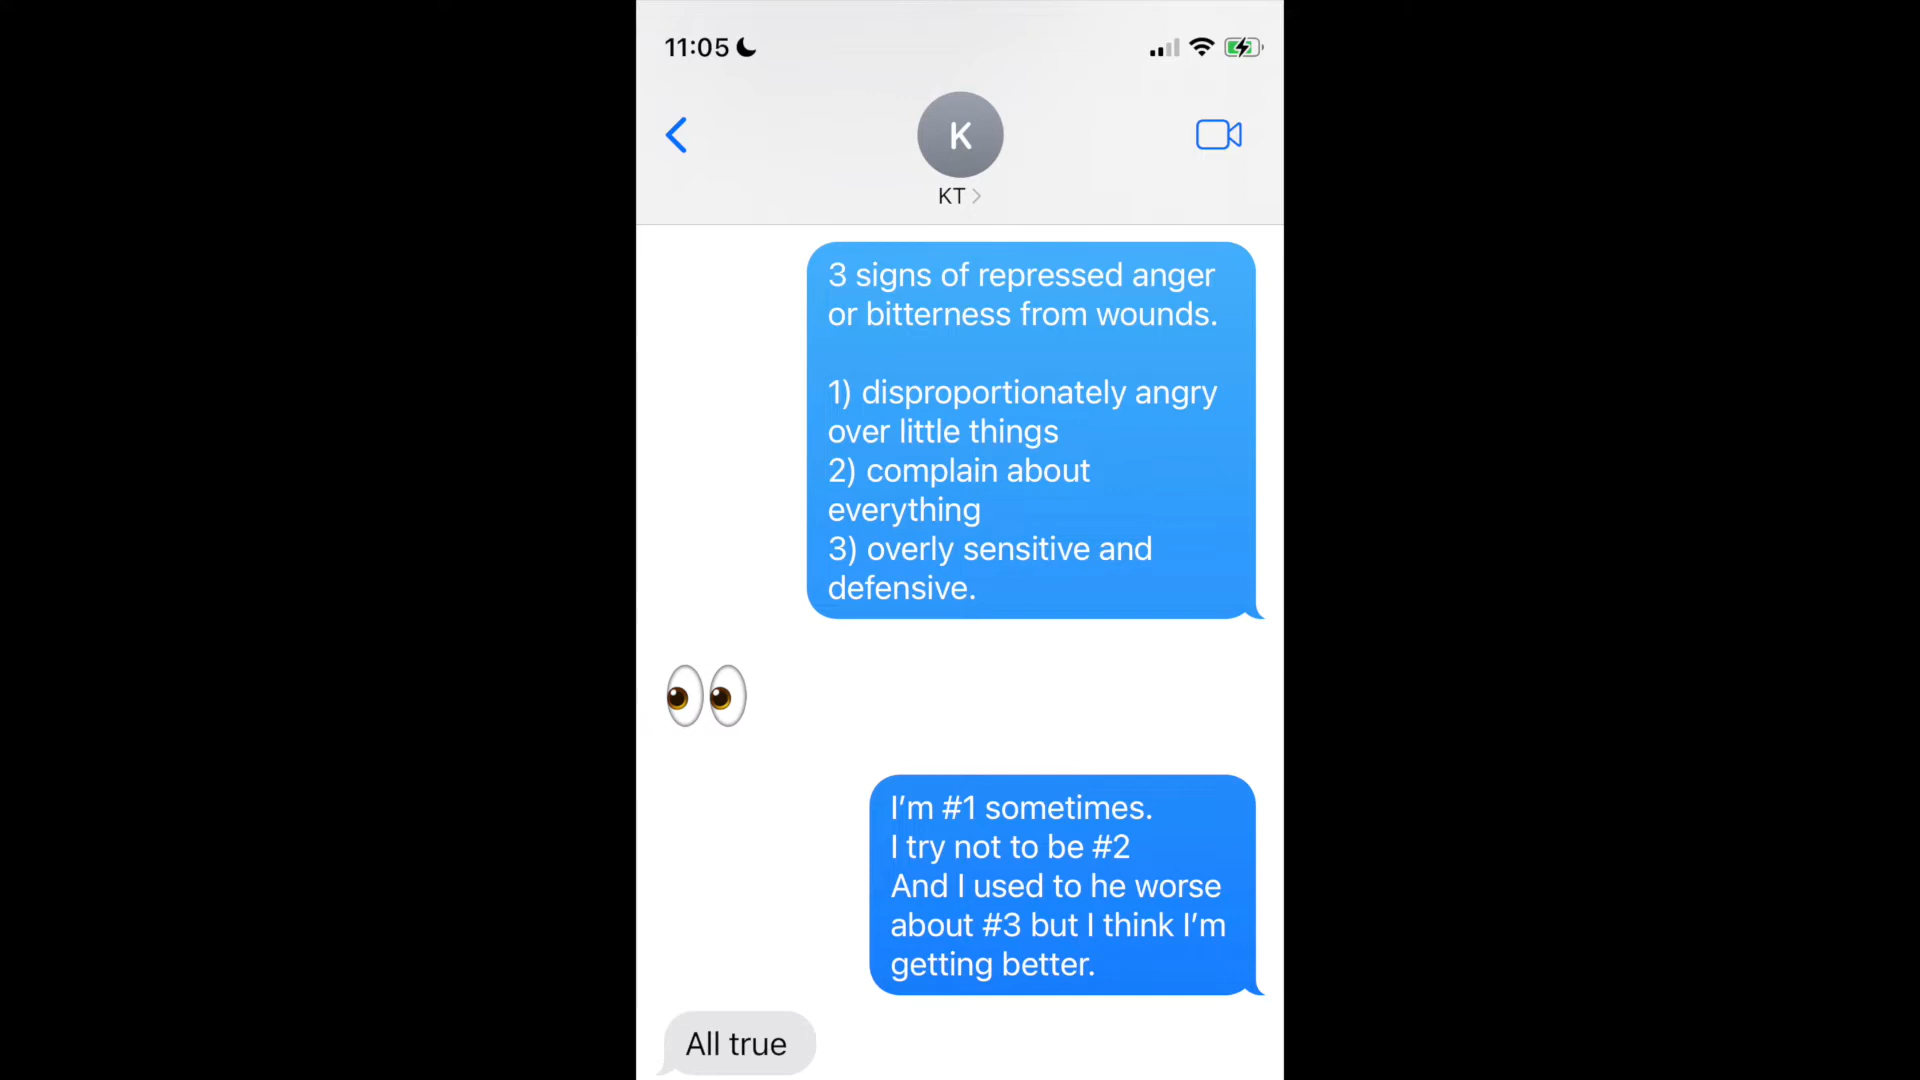 11:05
K
KT
3 signs of repressed anger
or bitterness from wounds.
1) disproportionately angry
over little things
2) complain about
everything
3) overly sensitive and
defensive.
I’m #1 sometimes.
I try not to be #2
And I used to he worse
about #3 but I think I’m
getting better.
All true